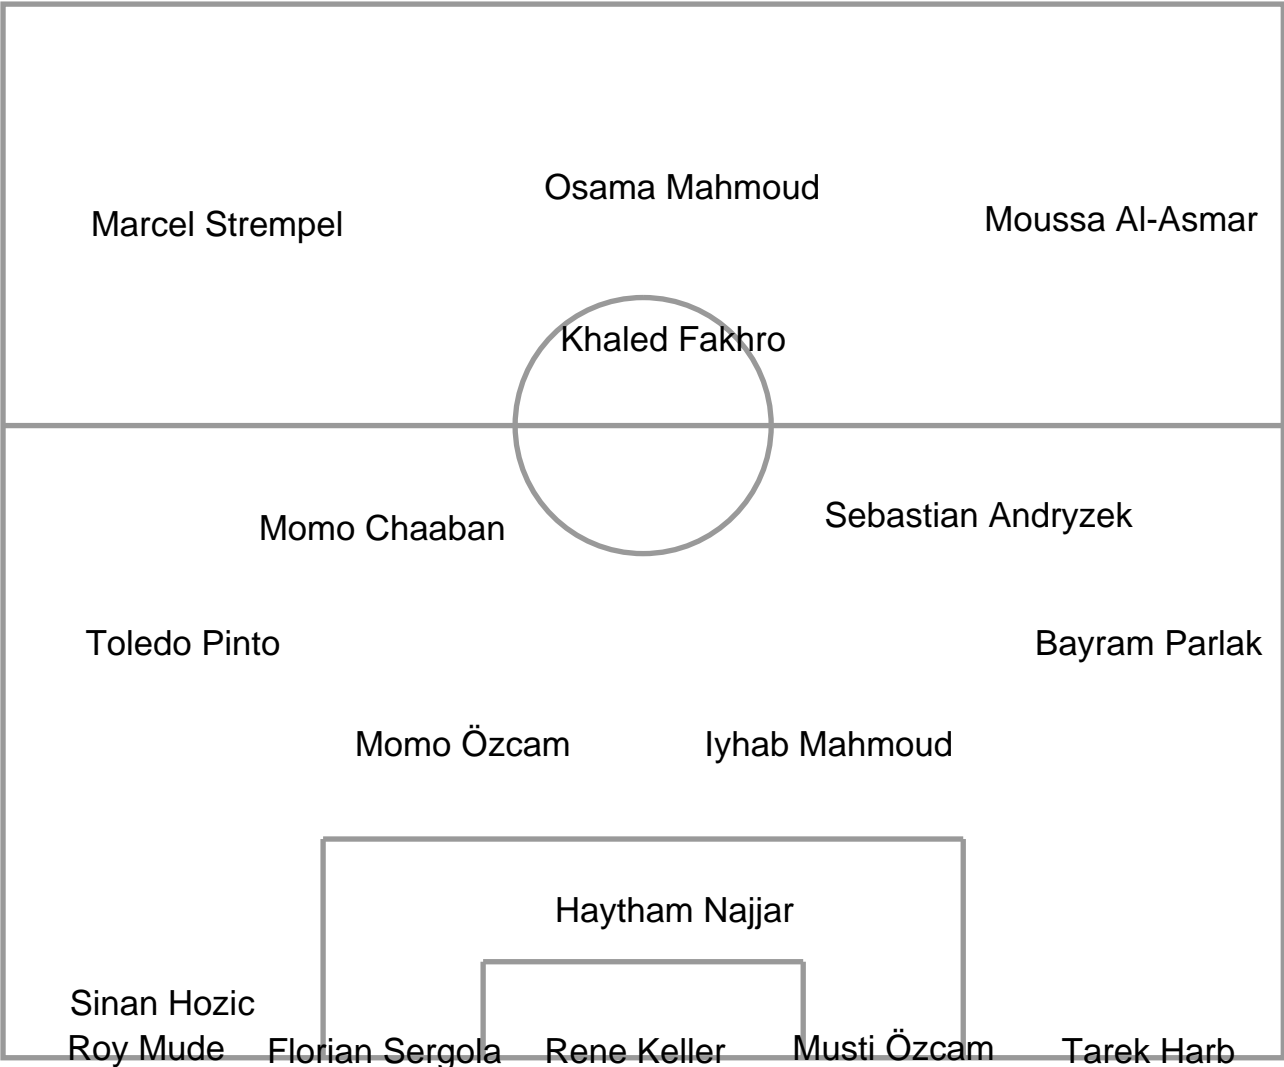 Osama Mahmoud
Marcel Strempel
Moussa Al-Asmar
Khaled Fakhro
Momo Chaaban
Sebastian Andryzek
Toledo Pinto
Bayram Parlak
Momo Özcam
Iyhab Mahmoud
Haytham Najjar
Sinan Hozic
Roy Mude
Florian Sergola
Rene Keller
Musti Özcam
Tarek Harb